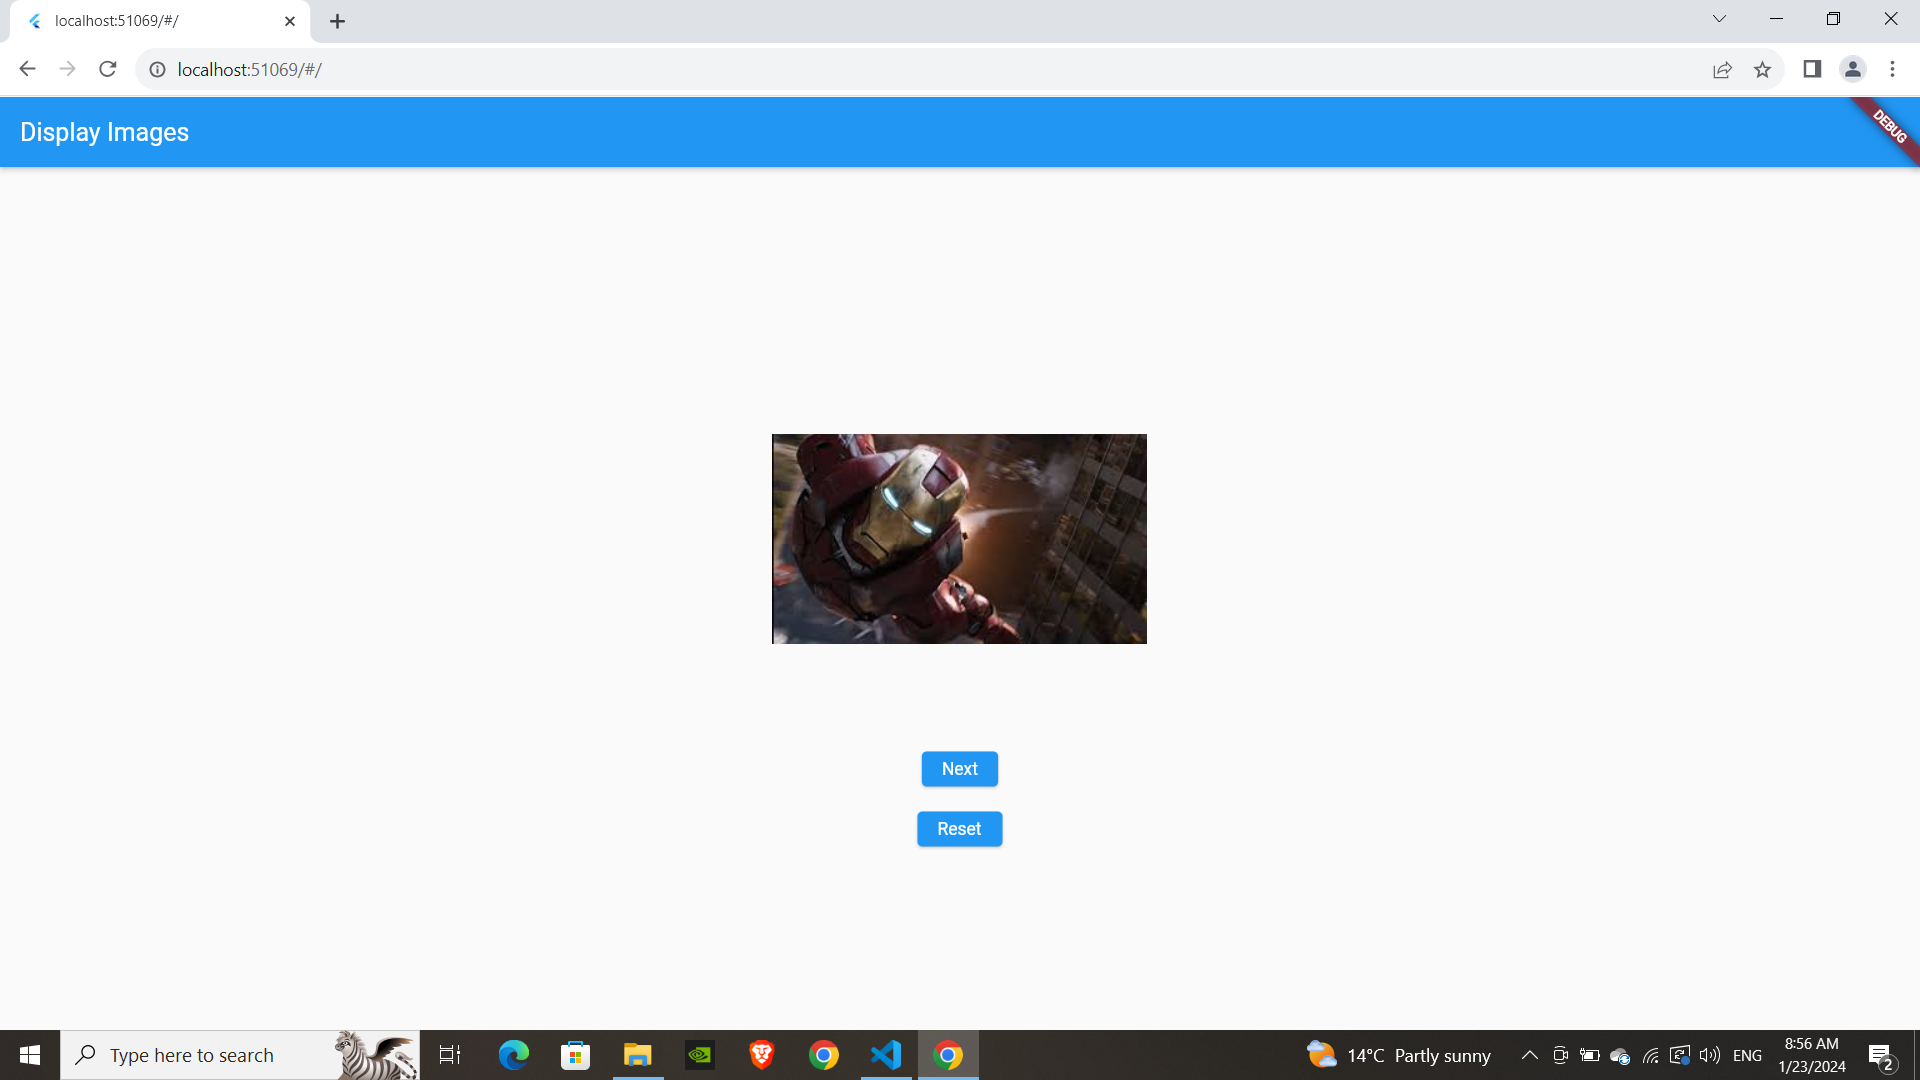 localhost:51069/#/
localhost:51069/#/
Display Images
DEBUG
Next
Reset
Type here to search
14°C Partly sunny
ENG
8:56 AM
1/23/2024
2